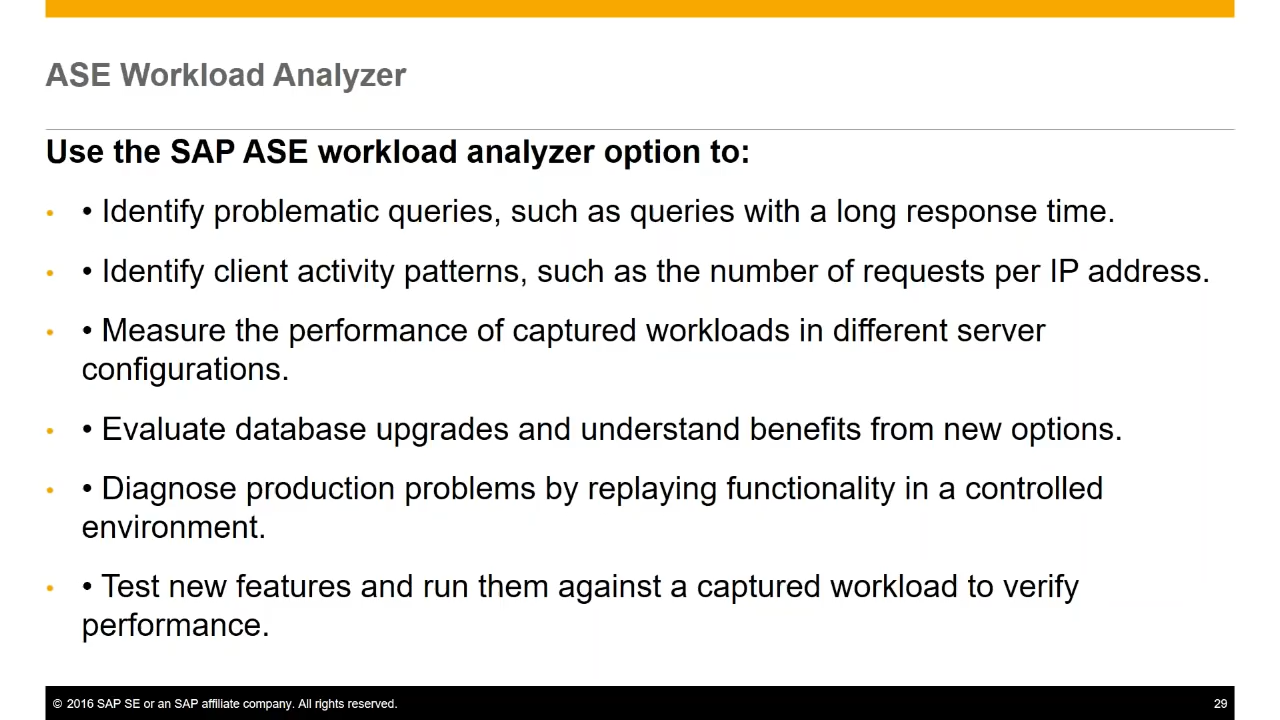 ASE Workload Analyzer
Use the SAP ASE workload analyzer option to:
• • Identify problematic queries, such as queries with a long response time.
• • Identify client activity patterns, such as the number of requests per IP address.
• • Measure the performance of captured workloads in different server
configurations.
• • Evaluate database upgrades and understand benefits from new options.
• • Diagnose production problems by replaying functionality in a controlled
environment.
• • Test new features and run them against a captured workload to verify
performance.
© 2016 SAP SE or an SAP affiliate company. All rights reserved. 29